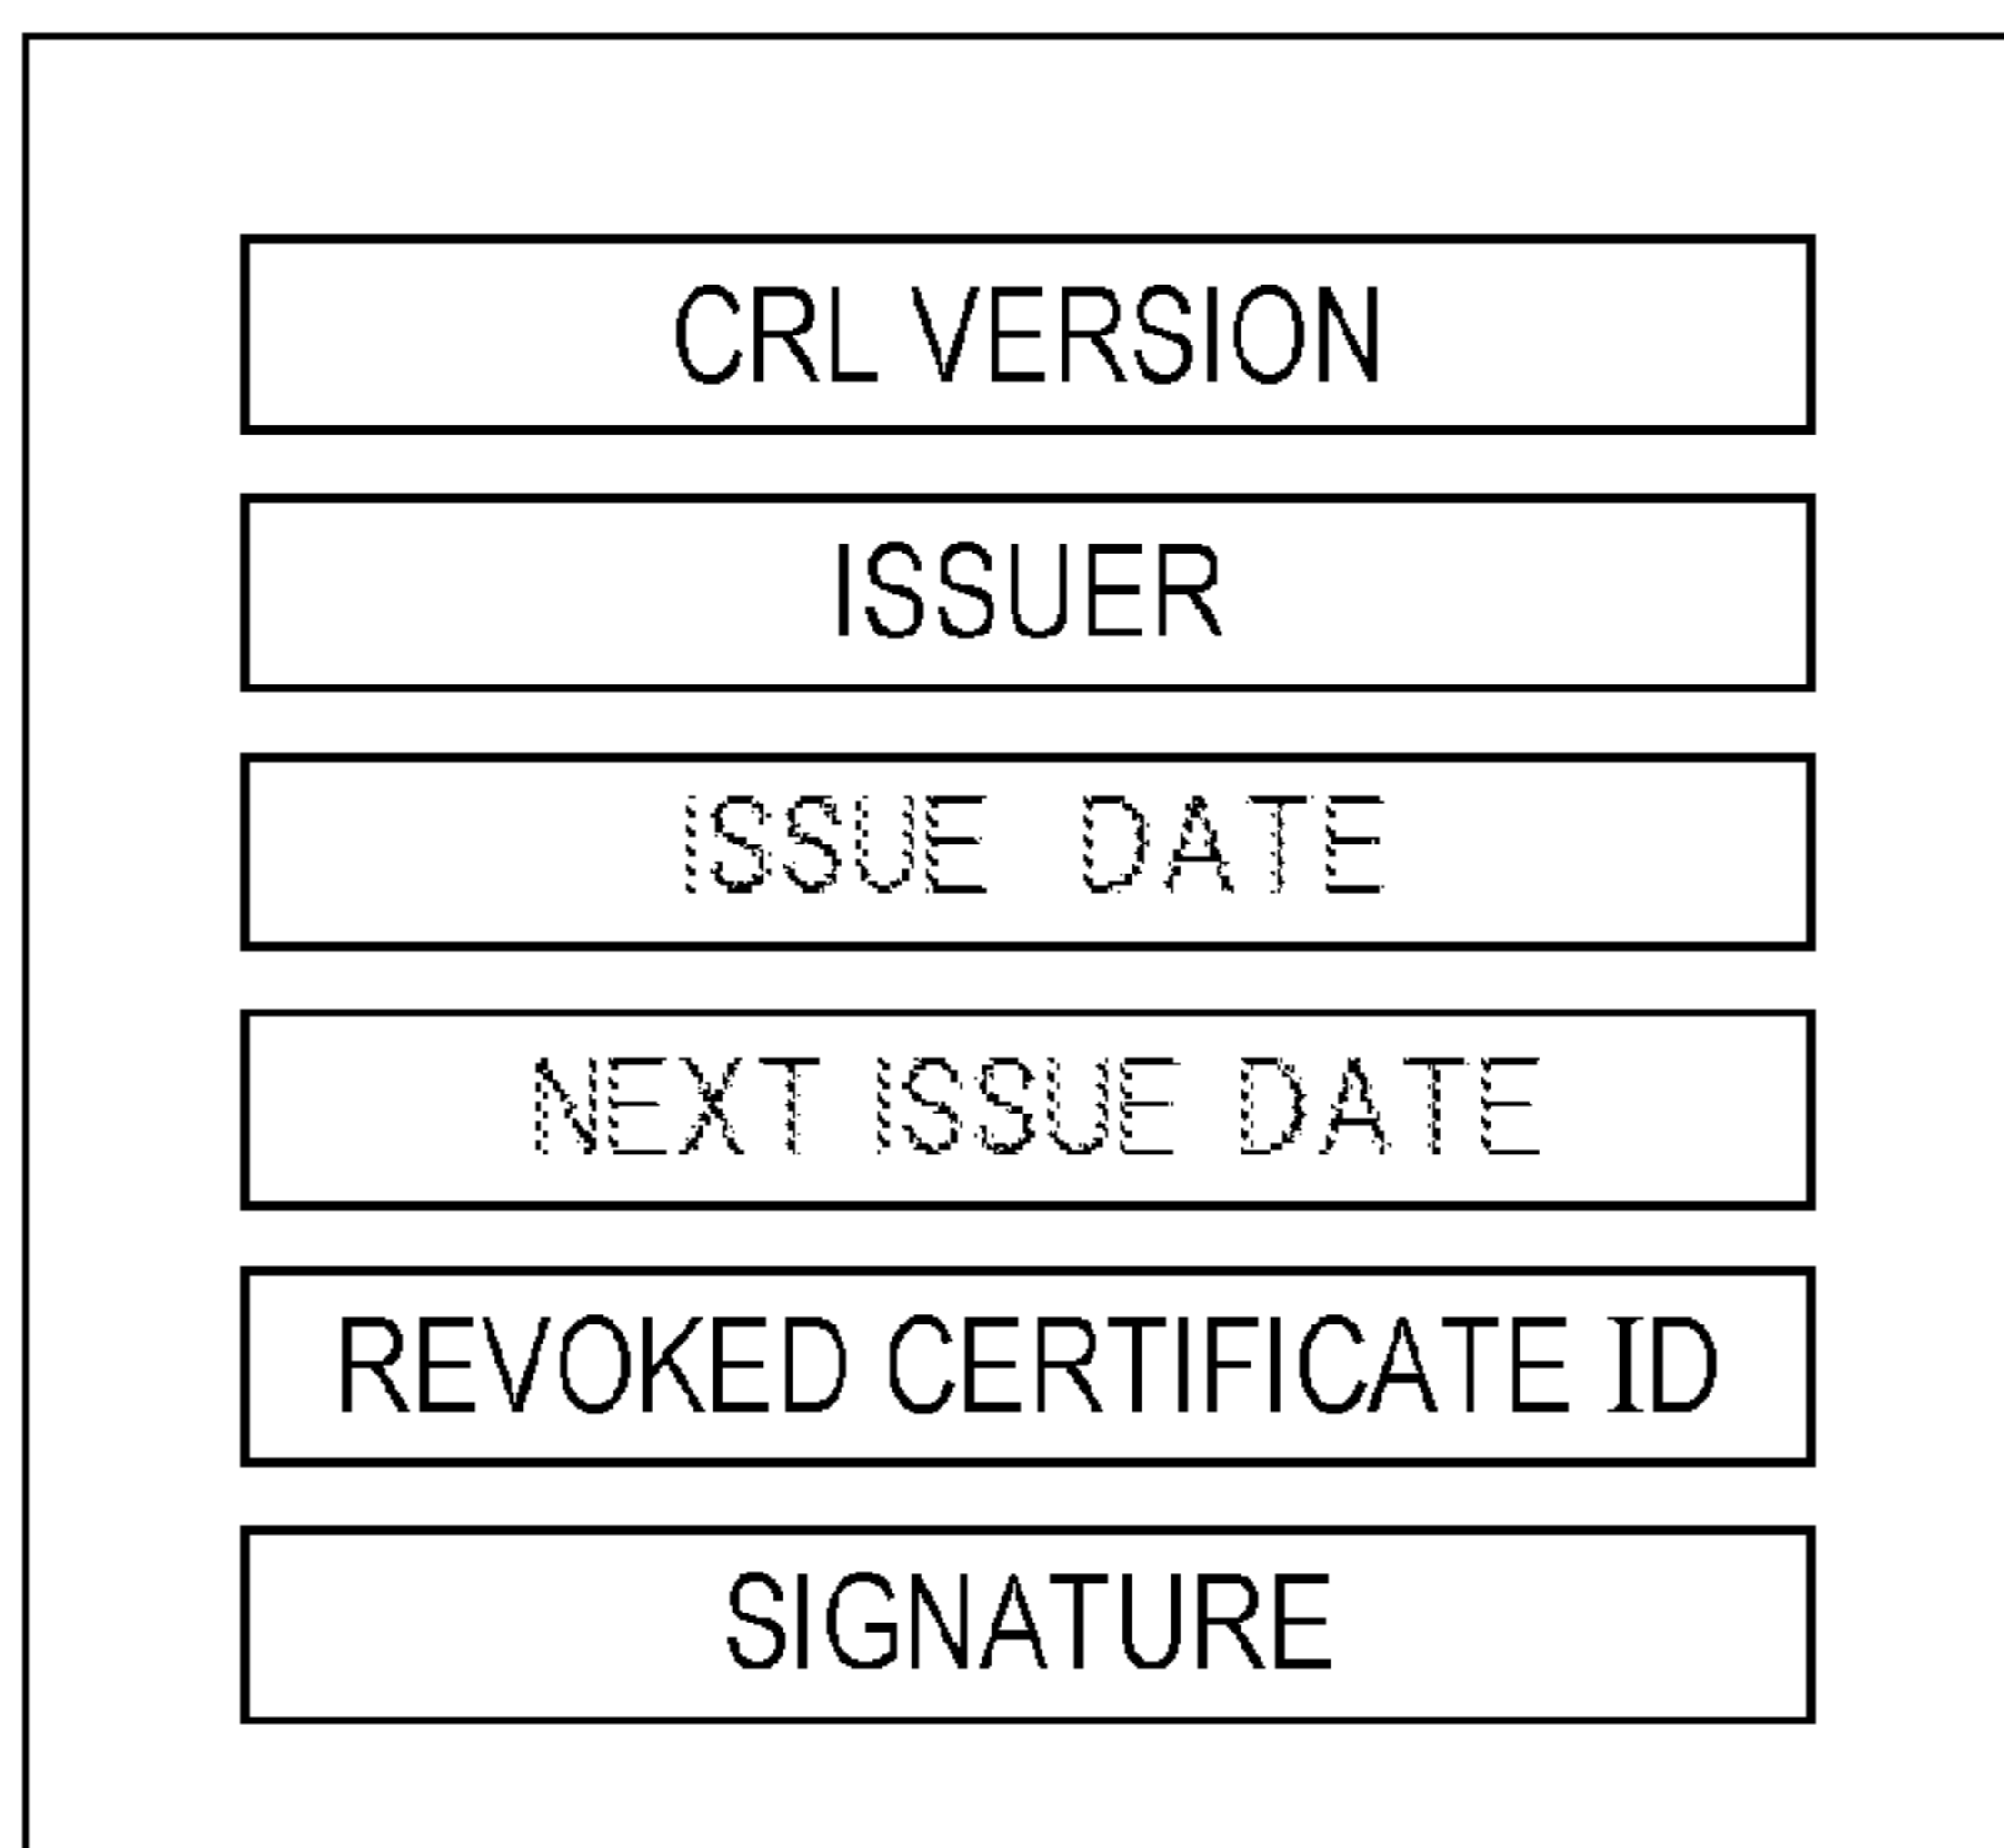 CRL VERSION
ISSUER
ISSUE DATE
NEXT ISSUE DATE
REVOKED CERTIFICATE ID
SIGNATURE